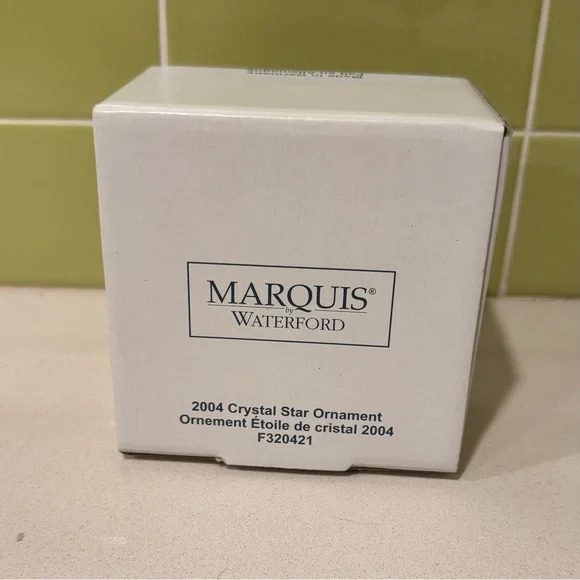 MARQUIS®
by
WATERFORD
2004 Crystal Star Ornament
Ornement Étoile de cristal 2004
F320421